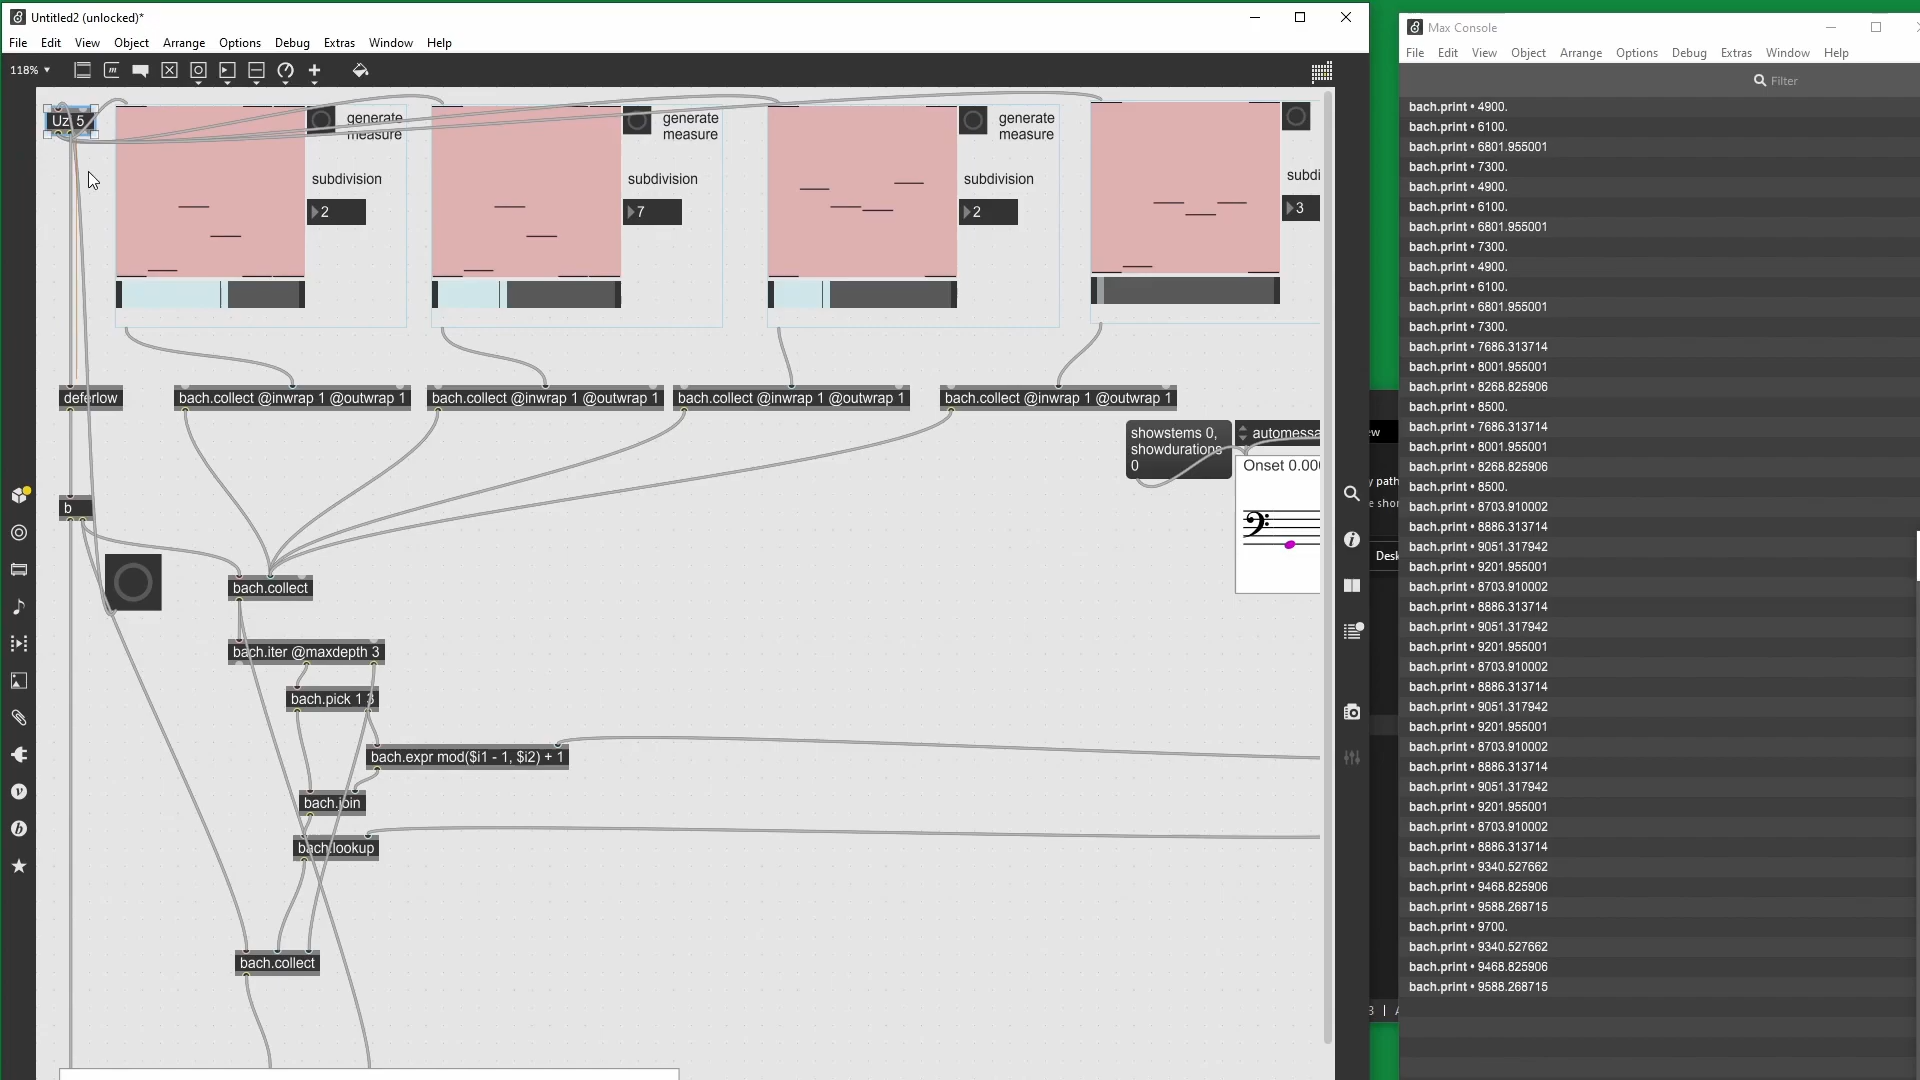 Untitled2 (unlocked)*
File Edit View Object Arrange Options Debug Extras Window Help
118%
Uzi 5
generate
measure
subdivision
2
generate
measure
subdivision
7
generate
measure
subdivision
2
subdi
3
deferlow
bach.collect @inwrap 1 @outwrap 1
bach.collect @inwrap 1 @outwrap 1
bach.collect @inwrap 1 @outwrap 1
bach.collect @inwrap 1 @outwrap 1
showstems 0,
showdurations
0
automessa
Onset 0.00
b
bach.collect
bach.iter @maxdepth 3
bach.pick 1 3
bach.expr mod($i1 - 1, $i2) + 1
bach.join
bach.lookup
bach.collect
ew
y path
e shor
Desk
3 | A
Max Console
File Edit View Object Arrange Options Debug Extras Window Help
Filter
bach.print • 4900.
bach.print • 6100.
bach.print • 6801.955001
bach.print • 7300.
bach.print • 4900.
bach.print • 6100.
bach.print • 6801.955001
bach.print • 7300.
bach.print • 4900.
bach.print • 6100.
bach.print • 6801.955001
bach.print • 7300.
bach.print • 7686.313714
bach.print • 8001.955001
bach.print • 8268.825906
bach.print • 8500.
bach.print • 7686.313714
bach.print • 8001.955001
bach.print • 8268.825906
bach.print • 8500.
bach.print • 8703.910002
bach.print • 8886.313714
bach.print • 9051.317942
bach.print • 9201.955001
bach.print • 8703.910002
bach.print • 8886.313714
bach.print • 9051.317942
bach.print • 9201.955001
bach.print • 8703.910002
bach.print • 8886.313714
bach.print • 9051.317942
bach.print • 9201.955001
bach.print • 8703.910002
bach.print • 8886.313714
bach.print • 9051.317942
bach.print • 9201.955001
bach.print • 8703.910002
bach.print • 8886.313714
bach.print • 9340.527662
bach.print • 9468.825906
bach.print • 9588.268715
bach.print • 9700.
bach.print • 9340.527662
bach.print • 9468.825906
bach.print • 9588.268715